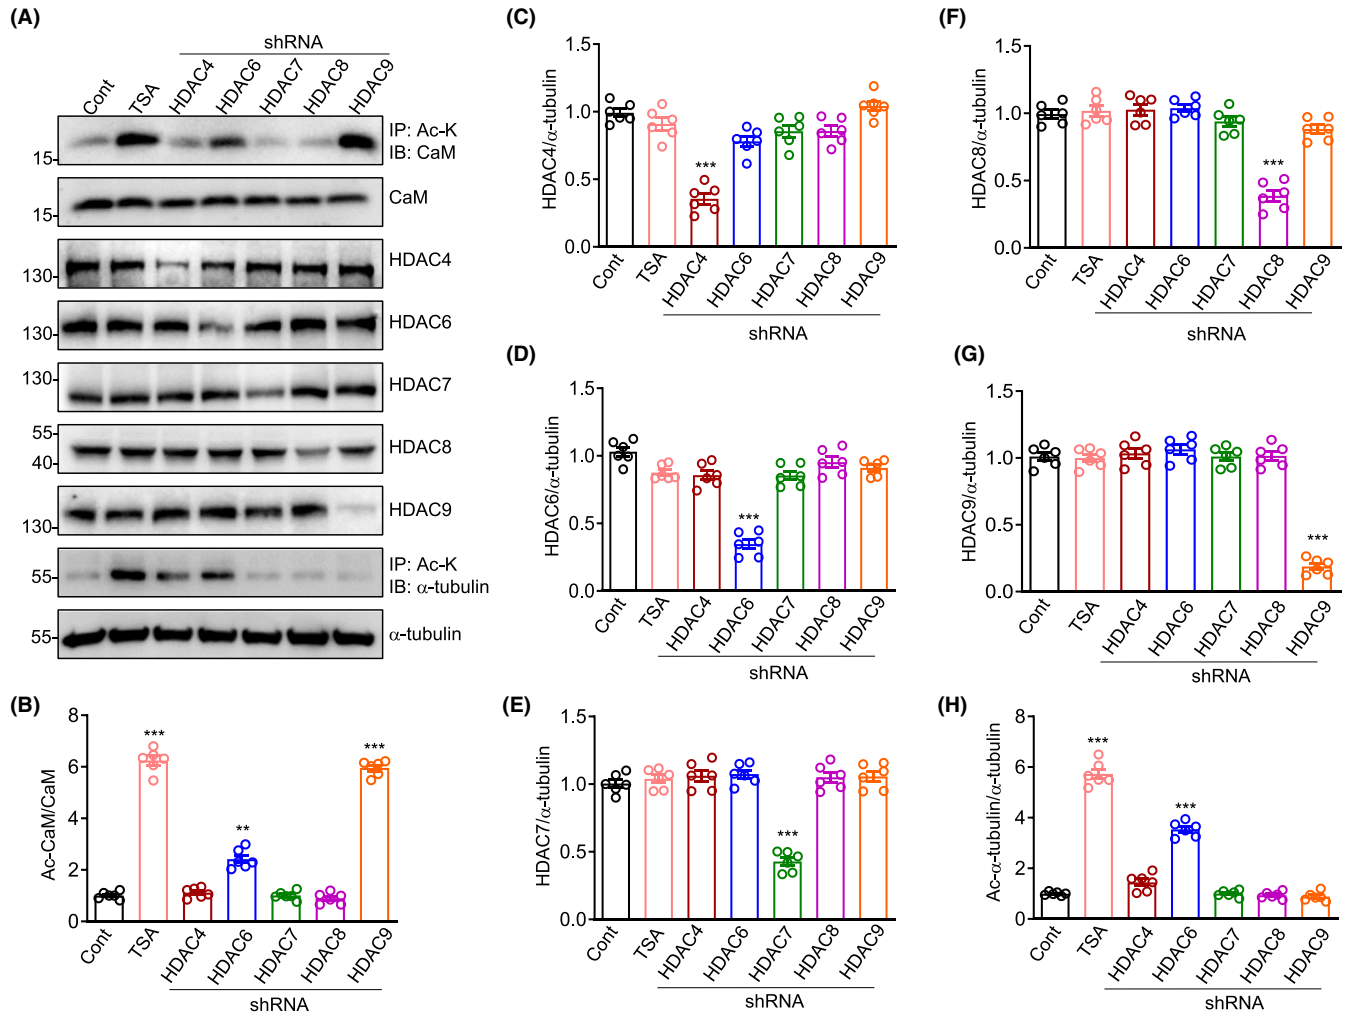 (A)
shRNA
Cont
TSA
HDAC4
HDAC6
HDAC7
HDAC8
HDAC9
15
IP: Ac-K
IB: CaM
15
CaM
130
HDAC4
130
HDAC6
130
HDAC7
55
40
HDAC8
130
HDAC9
55
IP: Ac-K
IB: α-tubulin
55
α-tubulin
(B)
Ac-CaM/CaM
8
6
4
2
0
***
**
***
Cont
TSA
HDAC4
HDAC6
HDAC7
HDAC8
HDAC9
shRNA
(C)
HDAC4/α-tubulin
1.5
1.0
0.5
0.0
***
Cont
TSA
HDAC4
HDAC6
HDAC7
HDAC8
HDAC9
shRNA
(D)
HDAC6/α-tubulin
1.5
1.0
0.5
0.0
***
Cont
TSA
HDAC4
HDAC6
HDAC7
HDAC8
HDAC9
shRNA
(E)
HDAC7/α-tubulin
1.5
1.0
0.5
0.0
***
Cont
TSA
HDAC4
HDAC6
HDAC7
HDAC8
HDAC9
shRNA
(F)
HDAC8/α-tubulin
1.5
1.0
0.5
0.0
***
Cont
TSA
HDAC4
HDAC6
HDAC7
HDAC8
HDAC9
shRNA
(G)
HDAC9/α-tubulin
1.5
1.0
0.5
0.0
***
Cont
TSA
HDAC4
HDAC6
HDAC7
HDAC8
HDAC9
shRNA
(H)
Ac-α-tubulin/α-tubulin
8
6
4
2
0
***
***
Cont
TSA
HDAC4
HDAC6
HDAC7
HDAC8
HDAC9
shRNA